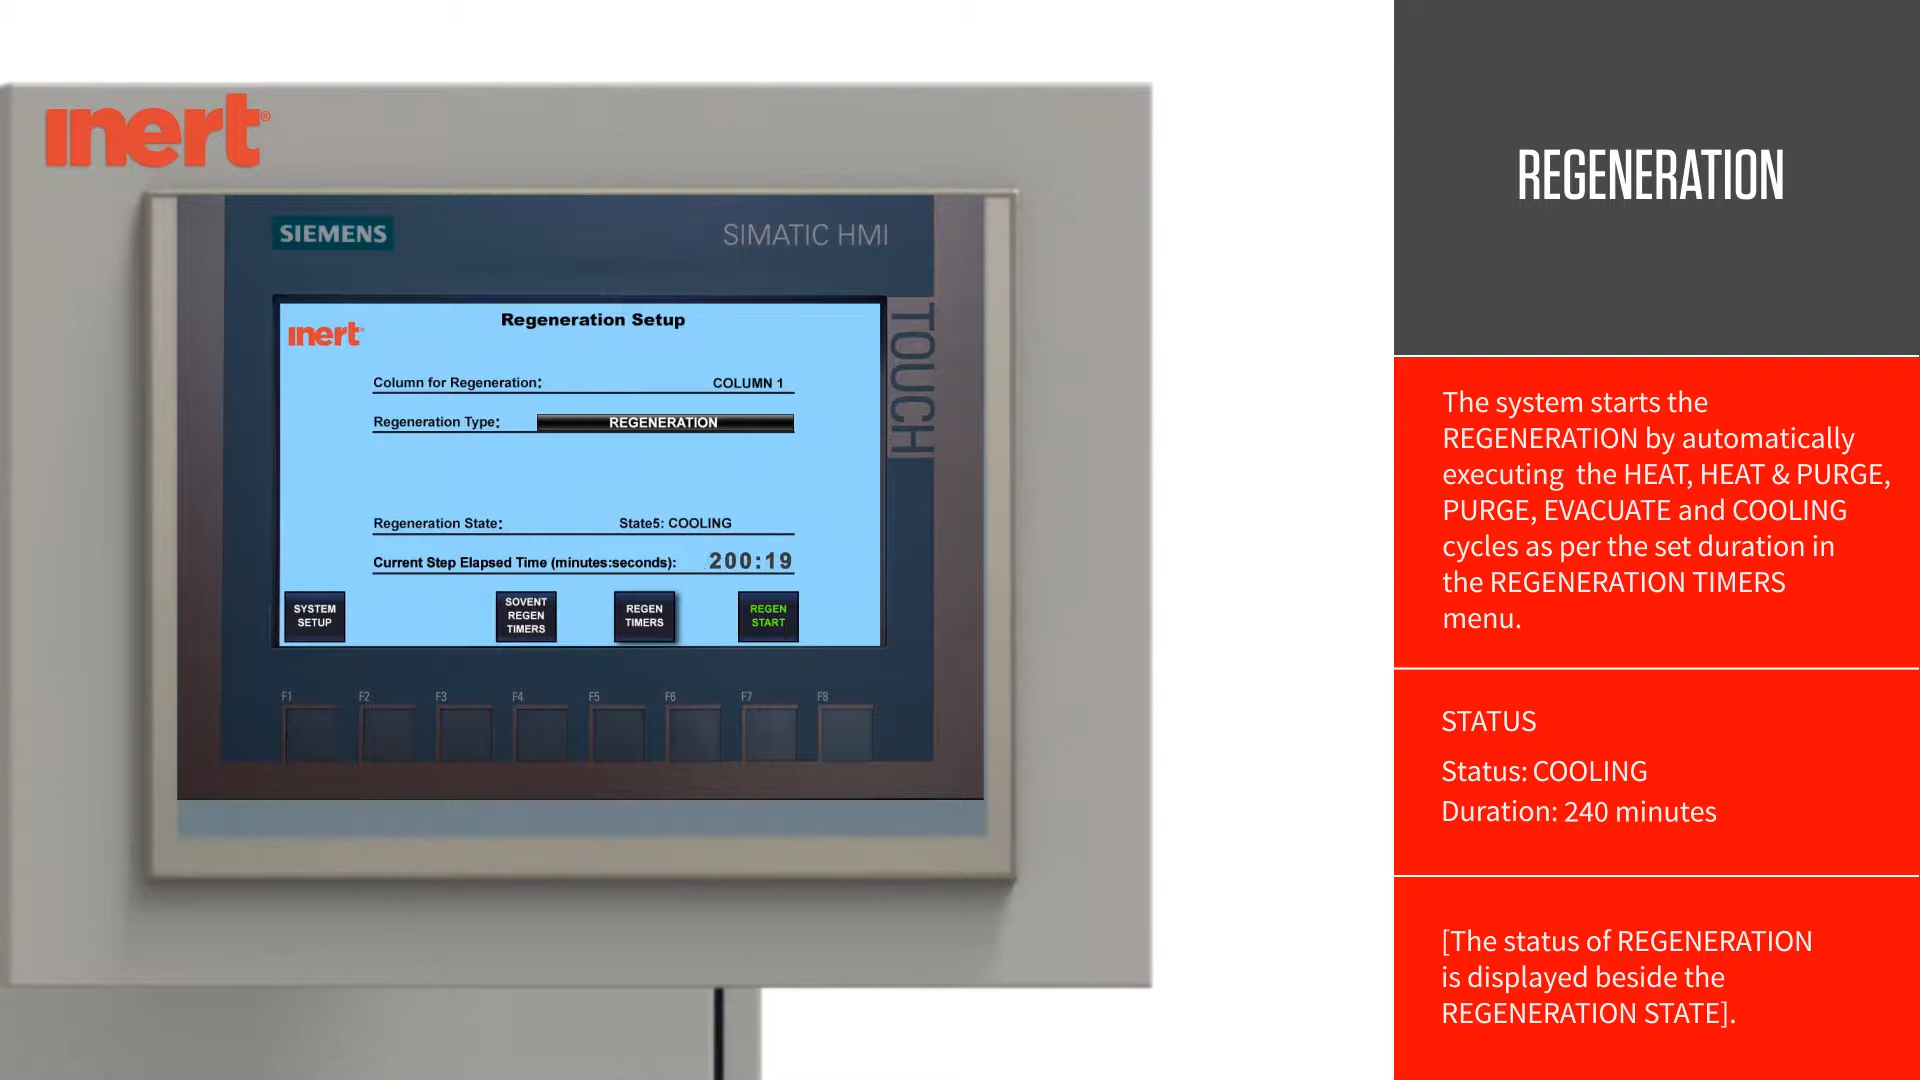 ınert®
SIEMENS
SIMATIC HMI
TOUCH
ınert
Regeneration Setup
Column for Regeneration: COLUMN 1
Regeneration Type: REGENERATION
Regeneration State: State5: COOLING
Current Step Elapsed Time (minutes:seconds): 200:19
SYSTEM
SETUP
SOVENT
REGEN
TIMERS
REGEN
TIMERS
REGEN
START
F1 F2 F3 F4 F5 F6 F7 F8
REGENERATION
The system starts the
REGENERATION by automatically
executing the HEAT, HEAT & PURGE,
PURGE, EVACUATE and COOLING
cycles as per the set duration in
the REGENERATION TIMERS
menu.
STATUS
Status: COOLING
Duration: 240 minutes
[The status of REGENERATION
is displayed beside the
REGENERATION STATE].